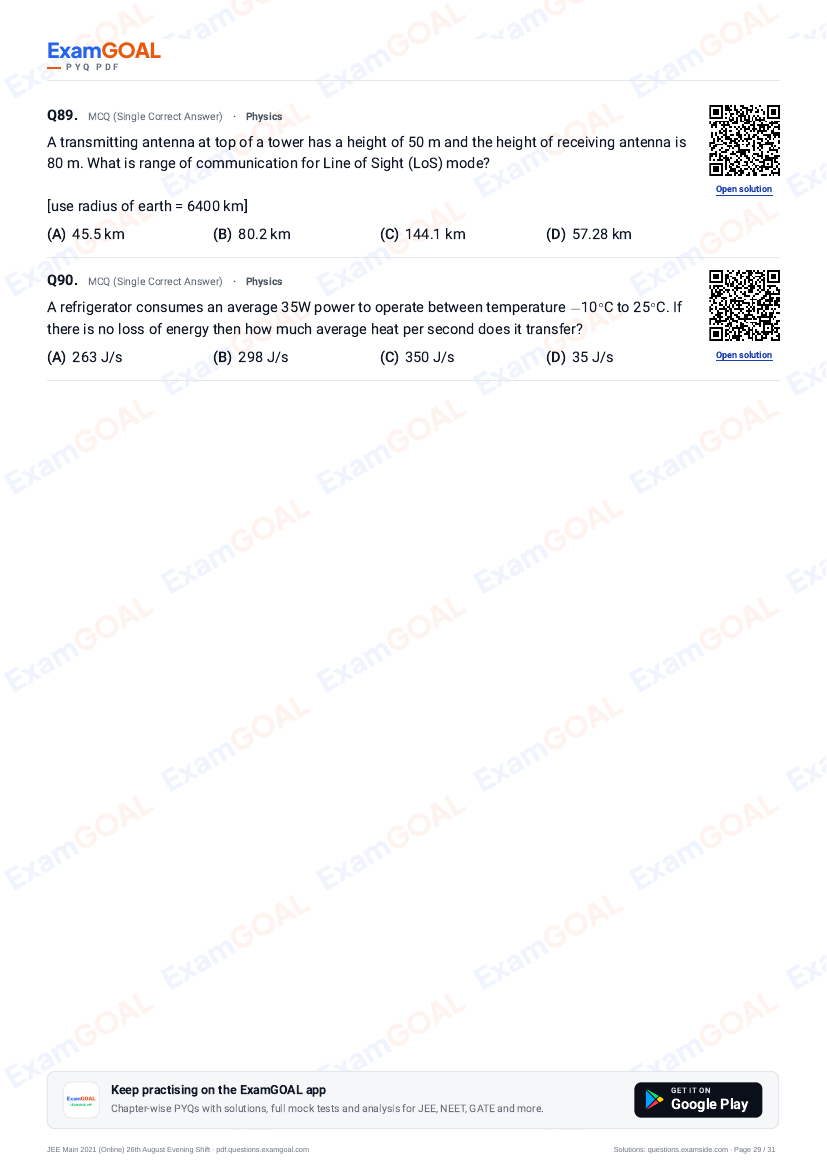 ExamGOAL
PYQ PDF
Q89. MCQ (Single Correct Answer) · Physics
A transmitting antenna at top of a tower has a height of 50 m and the height of receiving antenna is
80 m. What is range of communication for Line of Sight (LoS) mode?
[use radius of earth = 6400 km]
(A) 45.5 km (B) 80.2 km (C) 144.1 km (D) 57.28 km
Open solution
Q90. MCQ (Single Correct Answer) · Physics
A refrigerator consumes an average 35W power to operate between temperature −10°C to 25°C. If
there is no loss of energy then how much average heat per second does it transfer?
(A) 263 J/s (B) 298 J/s (C) 350 J/s (D) 35 J/s
Open solution
Keep practising on the ExamGOAL app
Chapter-wise PYQs with solutions, full mock tests and analysis for JEE, NEET, GATE and more.
GET IT ON
Google Play
JEE Main 2021 (Online) 26th August Evening Shift · pdf.questions.examgoal.com
Solutions: questions.examside.com · Page 29 / 31